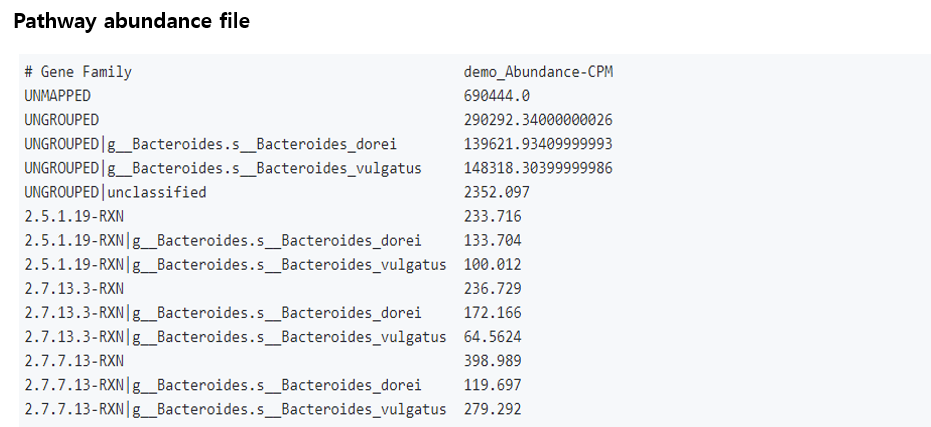 Pathway abundance file
# Gene Family demo_Abundance-CPM
UNMAPPED 690444.0
UNGROUPED 290292.34000000026
UNGROUPED|g__Bacteroides.s__Bacteroides_dorei 139621.93409999993
UNGROUPED|g__Bacteroides.s__Bacteroides_vulgatus 148318.30399999986
UNGROUPED|unclassified 2352.097
2.5.1.19-RXN 233.716
2.5.1.19-RXN|g__Bacteroides.s__Bacteroides_dorei 133.704
2.5.1.19-RXN|g__Bacteroides.s__Bacteroides_vulgatus 100.012
2.7.13.3-RXN 236.729
2.7.13.3-RXN|g__Bacteroides.s__Bacteroides_dorei 172.166
2.7.13.3-RXN|g__Bacteroides.s__Bacteroides_vulgatus 64.5624
2.7.7.13-RXN 398.989
2.7.7.13-RXN|g__Bacteroides.s__Bacteroides_dorei 119.697
2.7.7.13-RXN|g__Bacteroides.s__Bacteroides_vulgatus 279.292